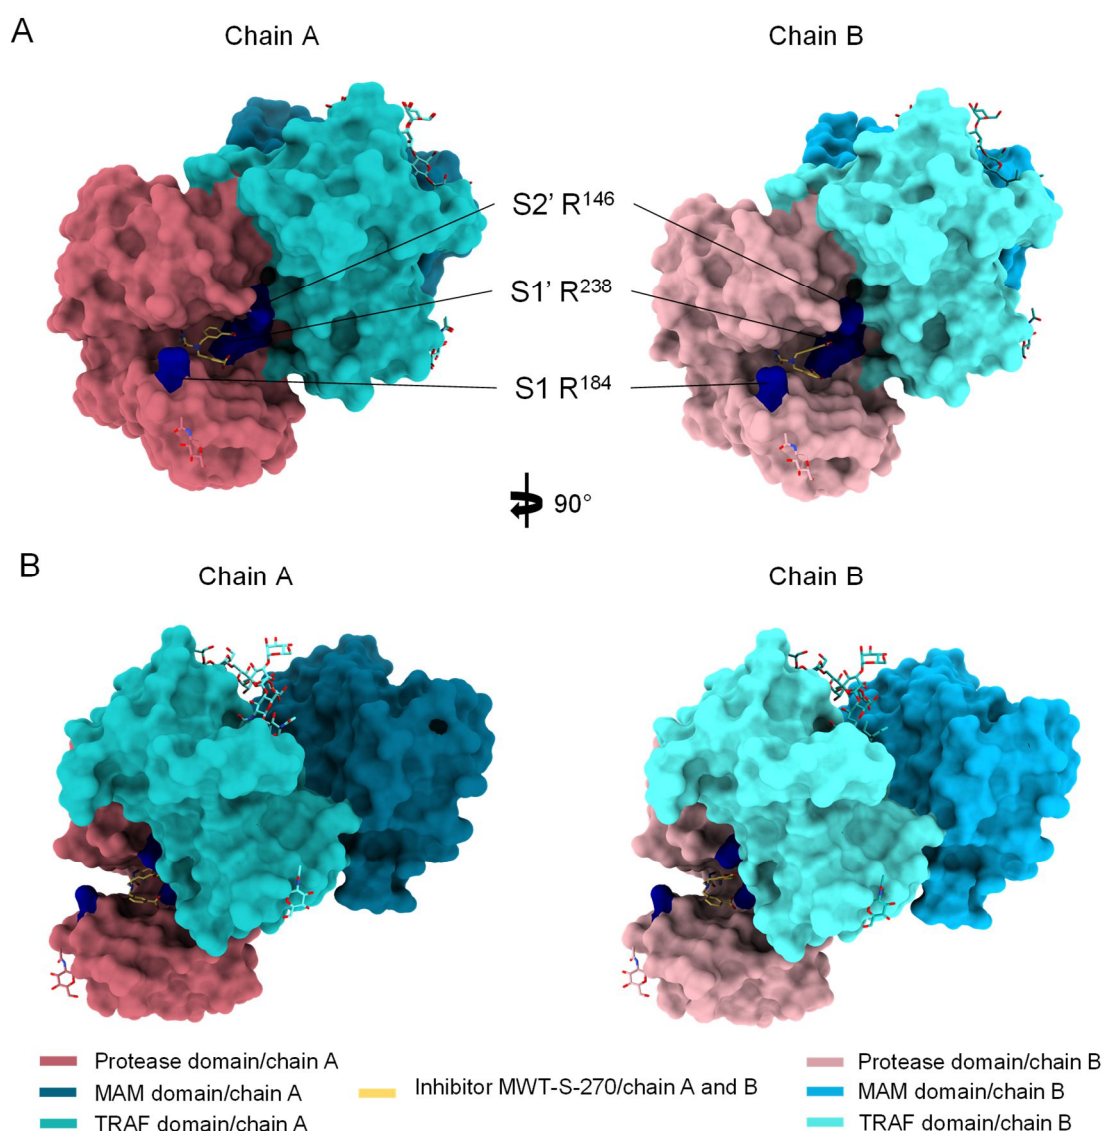 A
Chain A
Chain B
S2’ R¹⁴⁶
S1’ R²³⁸
S1 R¹⁸⁴
90°
B
Chain A
Chain B
Protease domain/chain A
MAM domain/chain A
TRAF domain/chain A
Inhibitor MWT-S-270/chain A and B
Protease domain/chain B
MAM domain/chain B
TRAF domain/chain B